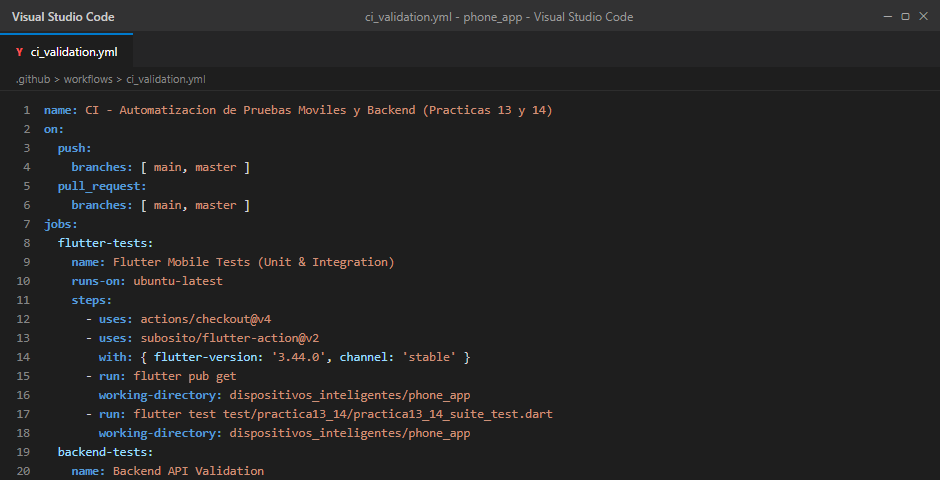 Visual Studio Code
ci_validation.yml - phone_app - Visual Studio Code
Y ci_validation.yml
.github > workflows > ci_validation.yml
1 name: CI - Automatizacion de Pruebas Moviles y Backend (Practicas 13 y 14)
2 on:
3   push:
4     branches: [ main, master ]
5   pull_request:
6     branches: [ main, master ]
7 jobs:
8   flutter-tests:
9     name: Flutter Mobile Tests (Unit & Integration)
10     runs-on: ubuntu-latest
11     steps:
12       - uses: actions/checkout@v4
13       - uses: subosito/flutter-action@v2
14         with: { flutter-version: '3.44.0', channel: 'stable' }
15       - run: flutter pub get
16         working-directory: dispositivos_inteligentes/phone_app
17       - run: flutter test test/practica13_14/practica13_14_suite_test.dart
18         working-directory: dispositivos_inteligentes/phone_app
19   backend-tests:
20     name: Backend API Validation